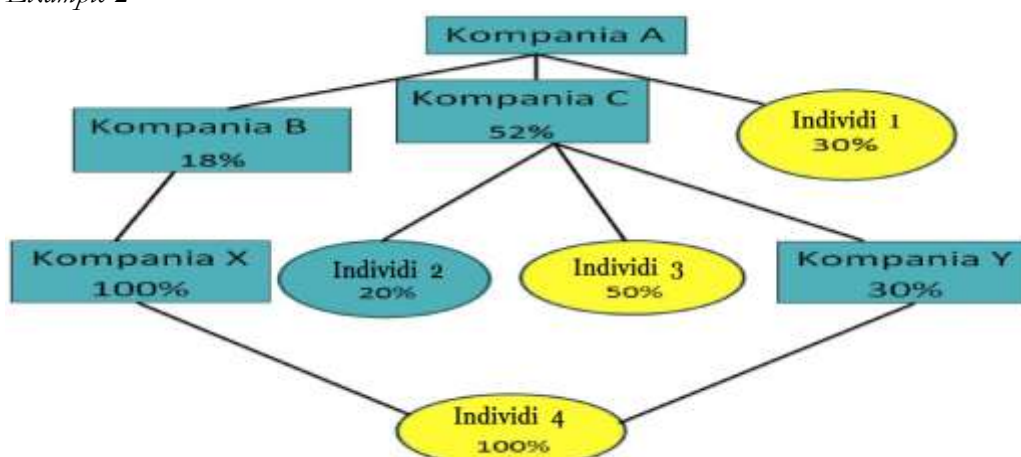 Kompania A
Kompania B
18%
Kompania C
52%
Individi 1
30%
Kompania X
100%
Individi 2
20%
Individi 3
50%
Kompania Y
30%
Individi 4
100%